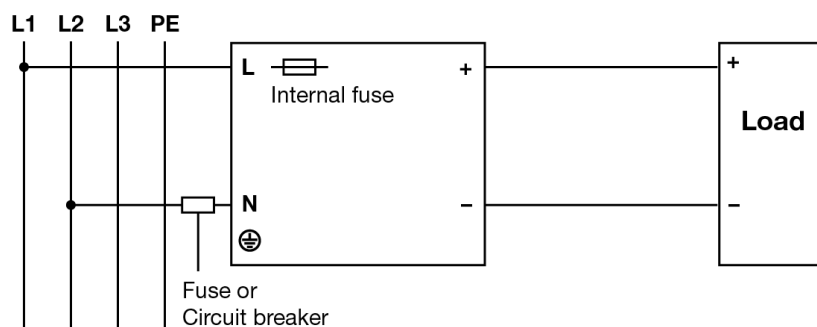 L1 L2 L3 PE
L
+
+
Internal fuse
Load
N
–
–
Fuse or
Circuit breaker